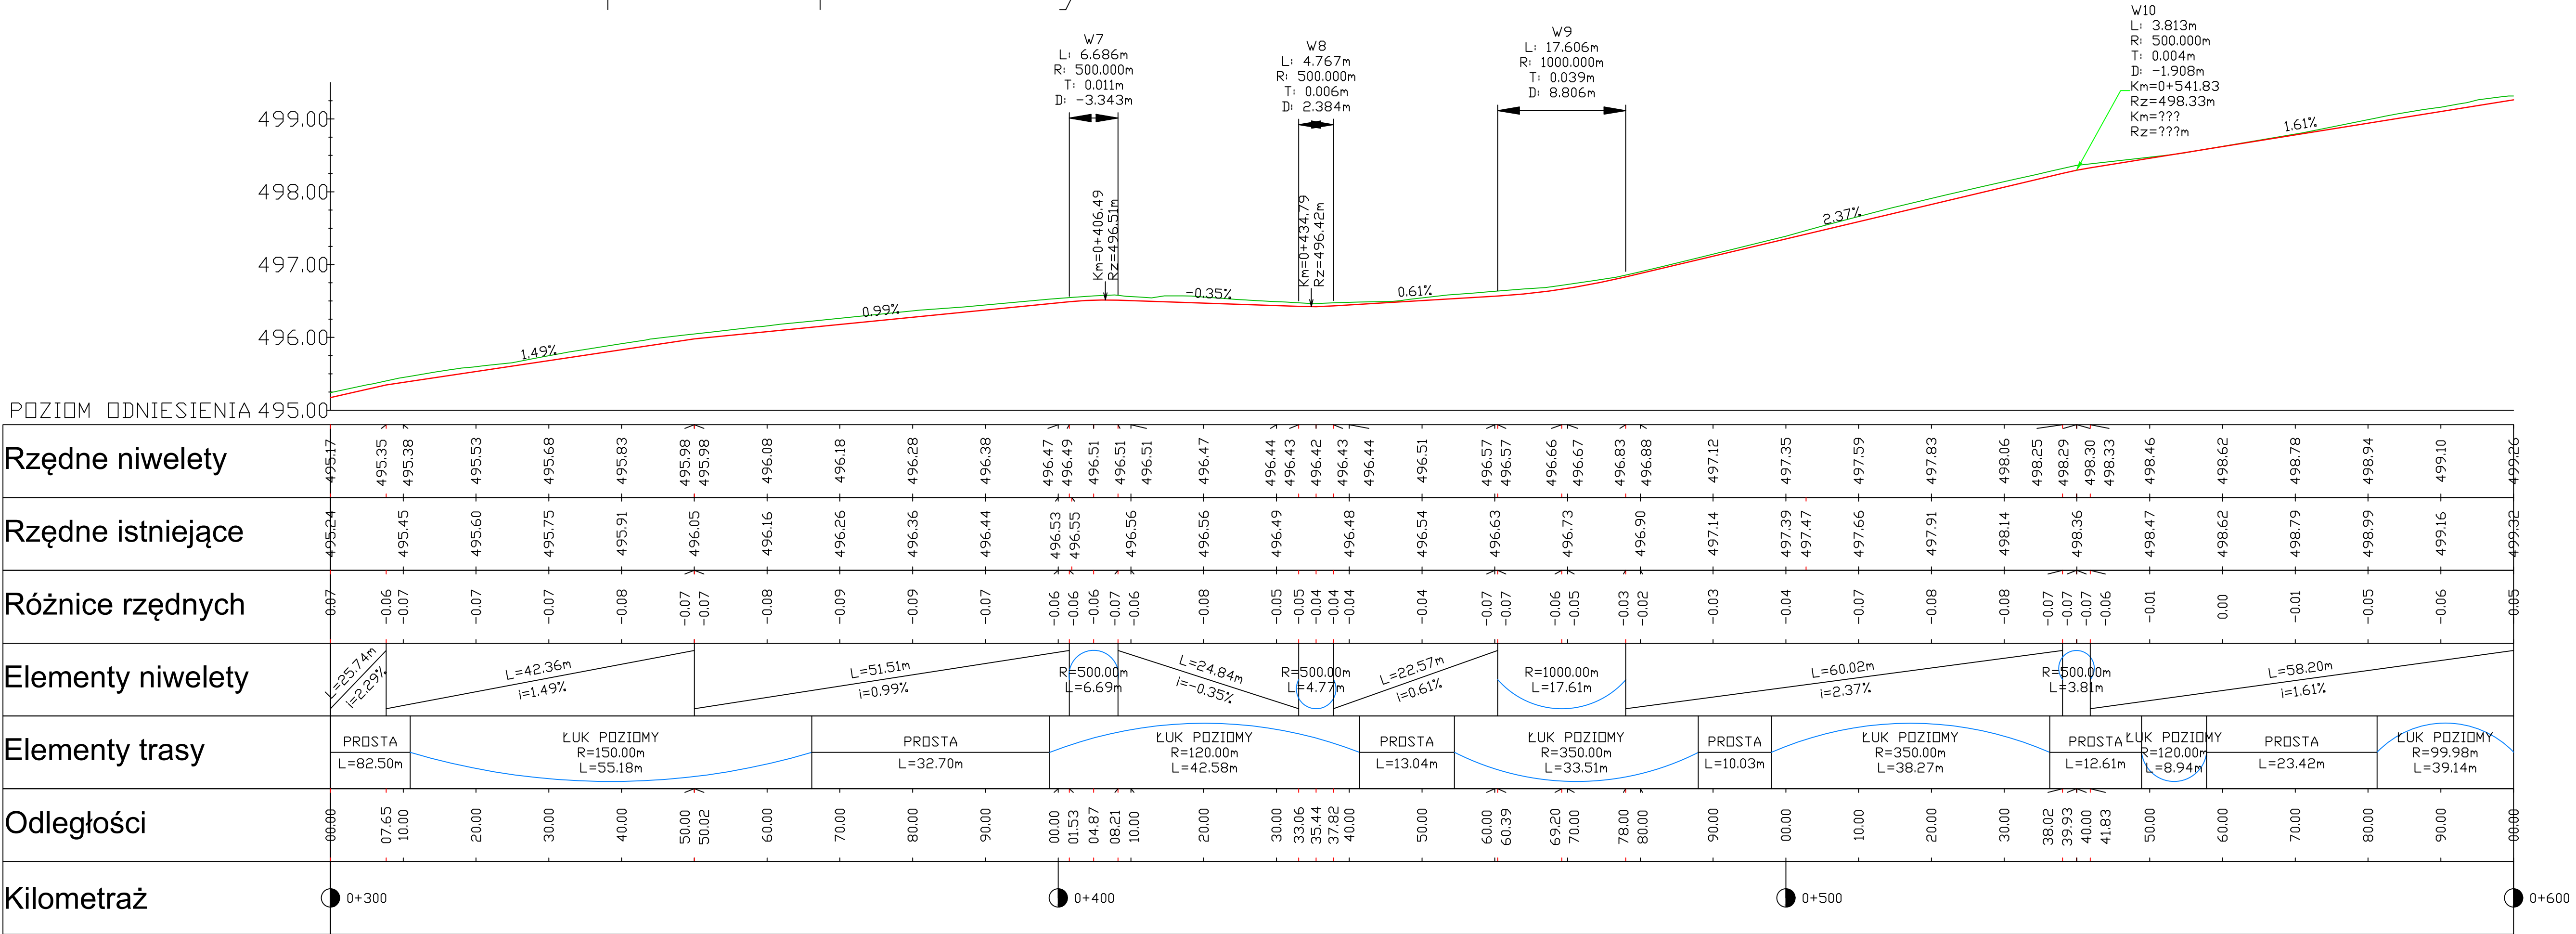 W7
L: 6.686m
R: 500.000m
T: 0.011m
D: -3.343m
W8
L: 4.767m
R: 500.000m
T: 0.006m
D: 2.384m
W9
L: 17.606m
R: 1000.000m
T: 0.039m
D: 8.806m
W10
L: 3.813m
R: 500.000m
T: 0.004m
D: -1.908m
Km=0+541.83
Rz=498.33m
Km=???
Rz=???m
499.00
498.00
497.00
496.00
POZIOM ODNIESIENIA 495.00
Km=0+406.49
Rz=496.51m
Km=0+434.79
Rz=496.42m
1.49%
0.99%
-0.35%
0.61%
2.37%
1.61%
Rzędne niwelety
495.17 495.35 495.38 495.53 495.68 495.83 495.98 495.98 496.08 496.18 496.28 496.38 496.47 496.49 496.51 496.51 496.51 496.47 496.44 496.43 496.42 496.43 496.44 496.51 496.57 496.57 496.66 496.67 496.83 496.88 497.12 497.35 497.59 497.83 498.06 498.25 498.29 498.30 498.33 498.46 498.62 498.78 498.94 499.10 499.26
Rzędne istniejące
495.24 495.45 495.60 495.75 495.91 496.05 496.16 496.26 496.36 496.44 496.53 496.55 496.56 496.56 496.49 496.48 496.54 496.63 496.73 496.90 497.14 497.39 497.47 497.66 497.91 498.14 498.36 498.47 498.62 498.79 498.99 499.16 499.32
Różnice rzędnych
-0.07 -0.06 -0.07 -0.07 -0.07 -0.08 -0.07 -0.07 -0.08 -0.09 -0.09 -0.07 -0.06 -0.06 -0.06 -0.07 -0.06 -0.08 -0.05 -0.05 -0.04 -0.04 -0.04 -0.04 -0.07 -0.07 -0.06 -0.05 -0.03 -0.02 -0.03 -0.04 -0.07 -0.08 -0.08 -0.07 -0.07 -0.07 -0.06 -0.01 0.00 -0.01 -0.05 -0.06 -0.05
Elementy niwelety
L=25.74m
i=2.29%
L=42.36m
i=1.49%
L=51.51m
i=0.99%
R=500.00m
L=6.69m
L=24.84m
i=-0.35%
R=500.00m
L=4.77m
L=22.57m
i=0.61%
R=1000.00m
L=17.61m
L=60.02m
i=2.37%
R=500.00m
L=3.81m
L=58.20m
i=1.61%
Elementy trasy
PROSTA
L=82.50m
ŁUK POZIOMY
R=150.00m
L=55.18m
PROSTA
L=32.70m
ŁUK POZIOMY
R=120.00m
L=42.58m
PROSTA
L=13.04m
ŁUK POZIOMY
R=350.00m
L=33.51m
PROSTA
L=10.03m
ŁUK POZIOMY
R=350.00m
L=38.27m
PROSTA
L=12.61m
ŁUK POZIOMY
R=120.00m
L=8.94m
PROSTA
L=23.42m
ŁUK POZIOMY
R=99.98m
L=39.14m
Odległości
00.00 07.65 10.00 20.00 30.00 40.00 50.00 50.02 60.00 70.00 80.00 90.00 00.00 01.53 04.87 08.21 10.00 20.00 30.00 33.06 35.44 37.82 40.00 50.00 60.00 60.39 69.20 70.00 78.00 80.00 90.00 00.00 10.00 20.00 30.00 38.02 39.93 40.00 41.83 50.00 60.00 70.00 80.00 90.00 00.00
Kilometraż
0+300 0+400 0+500 0+600